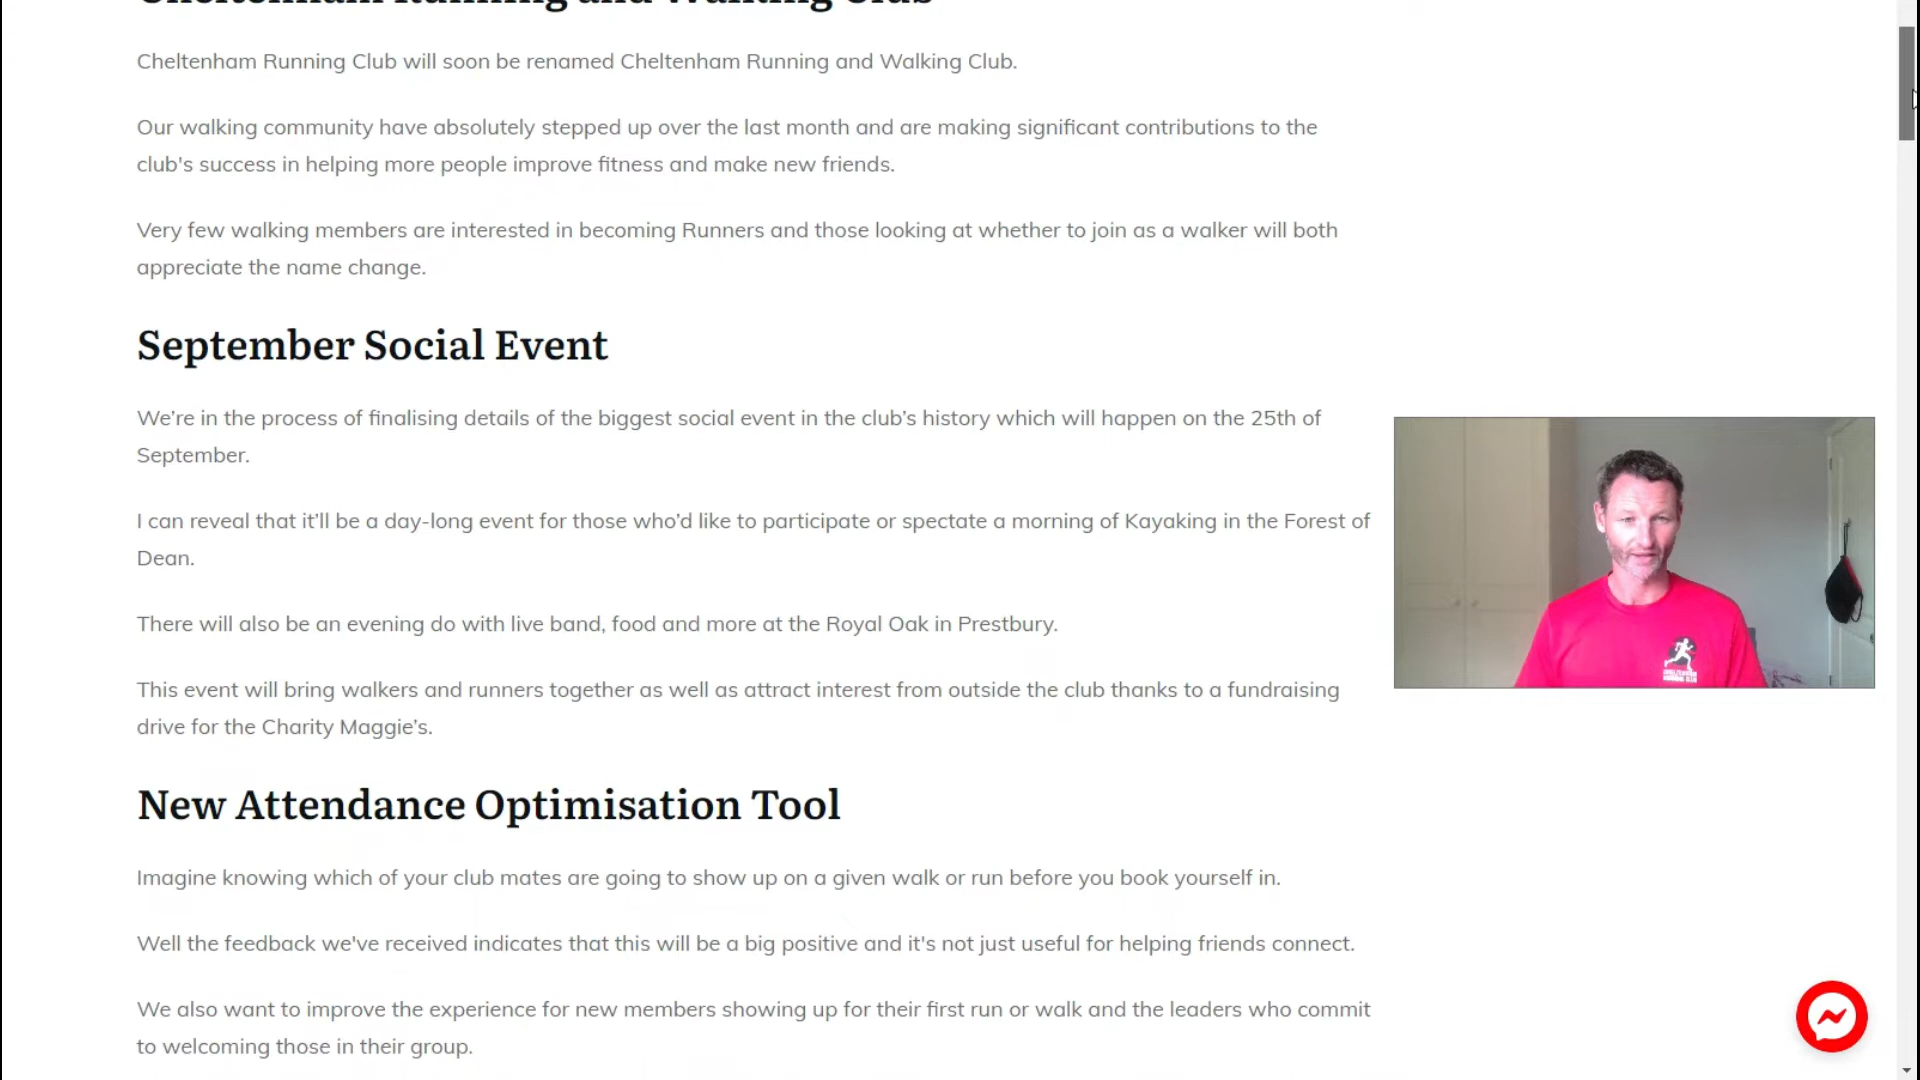 Cheltenham Running and Walking Club
Cheltenham Running Club will soon be renamed Cheltenham Running and Walking Club.
Our walking community have absolutely stepped up over the last month and are making significant contributions to the
club's success in helping more people improve fitness and make new friends.
Very few walking members are interested in becoming Runners and those looking at whether to join as a walker will both
appreciate the name change.
September Social Event
We’re in the process of finalising details of the biggest social event in the club’s history which will happen on the 25th of
September.
I can reveal that it’ll be a day-long event for those who’d like to participate or spectate a morning of Kayaking in the Forest of
Dean.
There will also be an evening do with live band, food and more at the Royal Oak in Prestbury.
This event will bring walkers and runners together as well as attract interest from outside the club thanks to a fundraising
drive for the Charity Maggie’s.
New Attendance Optimisation Tool
Imagine knowing which of your club mates are going to show up on a given walk or run before you book yourself in.
Well the feedback we've received indicates that this will be a big positive and it's not just useful for helping friends connect.
We also want to improve the experience for new members showing up for their first run or walk and the leaders who commit
to welcoming those in their group.